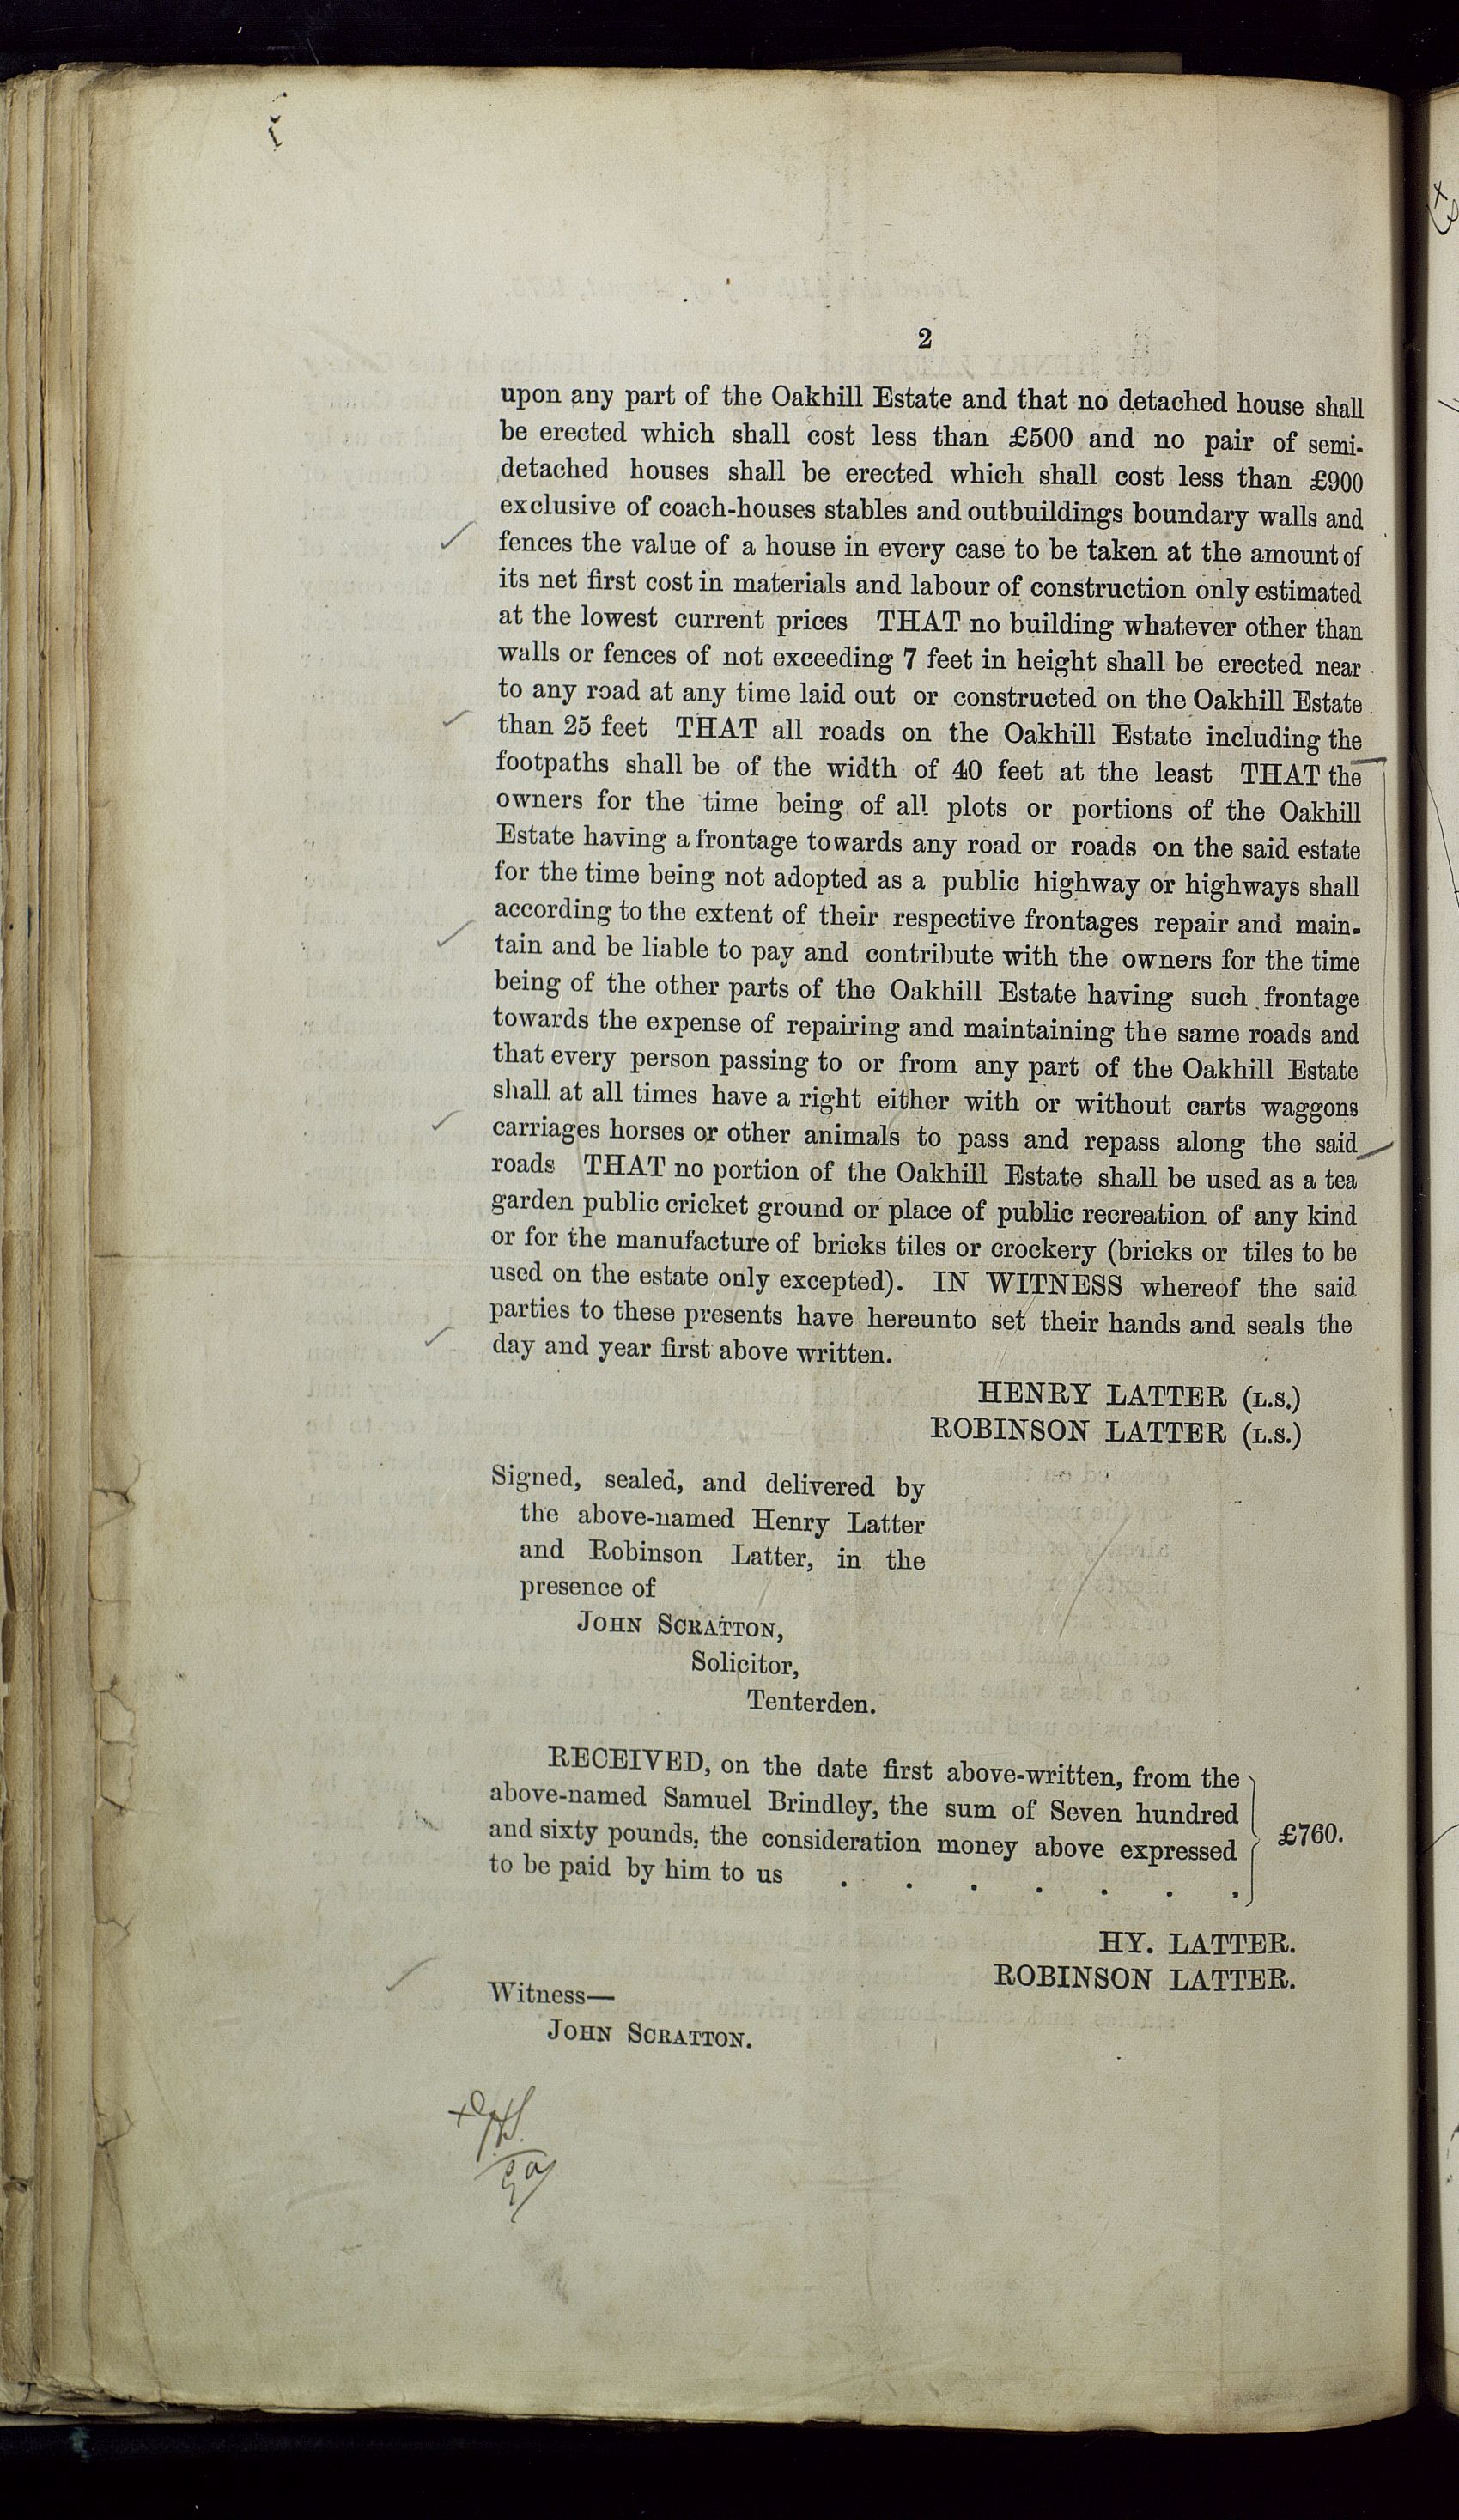 2
upon any part of the Oakhill Estate and that no detached house shall
be erected which shall cost less than £500 and no pair of semi-
detached houses shall be erected which shall cost less than £900
exclusive of coach-houses stables and outbuildings boundary walls and
fences the value of a house in every case to be taken at the amount of
its net first cost in materials and labour of construction only estimated
at the lowest current prices THAT no building whatever other than
walls or fences of not exceeding 7 feet in height shall be erected near
to any road at any time laid out or constructed on the Oakhill Estate
than 25 feet THAT all roads on the Oakhill Estate including the
footpaths shall be of the width of 40 feet at the least THAT the
owners for the time being of all plots or portions of the Oakhill
Estate having a frontage towards any road or roads on the said estate
for the time being not adopted as a public highway or highways shall
according to the extent of their respective frontages repair and main-
tain and be liable to pay and contribute with the owners for the time
being of the other parts of the Oakhill Estate having such frontage
towards the expense of repairing and maintaining the same roads and
that every person passing to or from any part of the Oakhill Estate
shall at all times have a right either with or without carts waggons
carriages horses or other animals to pass and repass along the said
roads THAT no portion of the Oakhill Estate shall be used as a tea
garden public cricket ground or place of public recreation of any kind
or for the manufacture of bricks tiles or crockery (bricks or tiles to be
used on the estate only excepted). IN WITNESS whereof the said
parties to these presents have hereunto set their hands and seals the
day and year first above written.
HENRY LATTER (L.S.)
ROBINSON LATTER (L.S.)
Signed, sealed, and delivered by
the above-named Henry Latter
and Robinson Latter, in the
presence of
JOHN SCRATTON,
Solicitor,
Tenterden.
RECEIVED, on the date first above-written, from the
above-named Samuel Brindley, the sum of Seven hundred
and sixty pounds, the consideration money above expressed
to be paid by him to us . . . . . . .
£760.
HY. LATTER.
ROBINSON LATTER.
Witness—
JOHN SCRATTON.